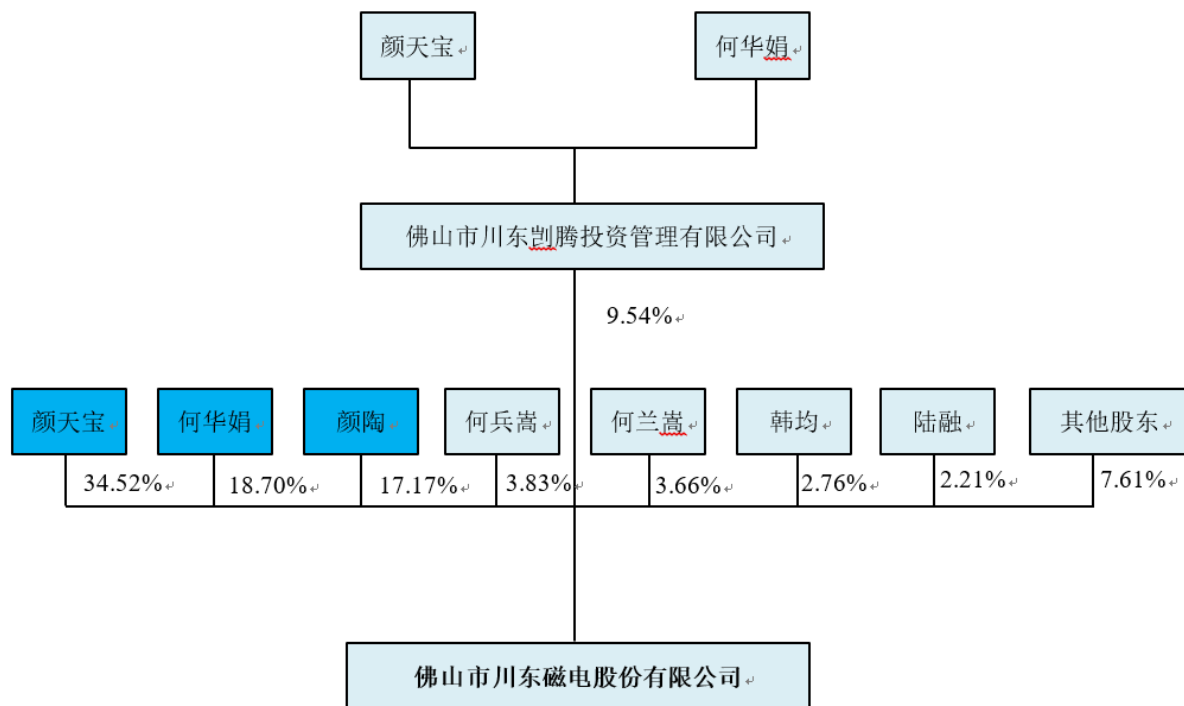 颜天宝
何华娟
佛山市川东剀腾投资管理有限公司
9.54%
颜天宝
何华娟
颜陶
何兵嵩
何兰嵩
韩均
陆融
其他股东
34.52%
18.70%
17.17%
3.83%
3.66%
2.76%
2.21%
7.61%
佛山市川东磁电股份有限公司